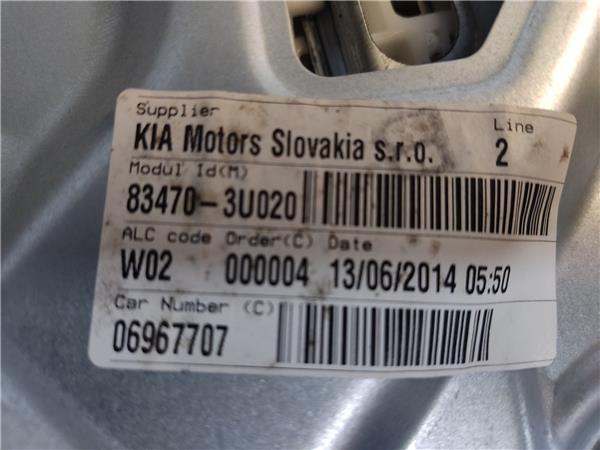 Supplier Line
KIA Motors Slovakia s.r.o. 2
Modul Id(M)
83470-3U020
ALC code Order(C) Date
W02 000004 13/06/2014 05:50
Car Number (C)
06967707